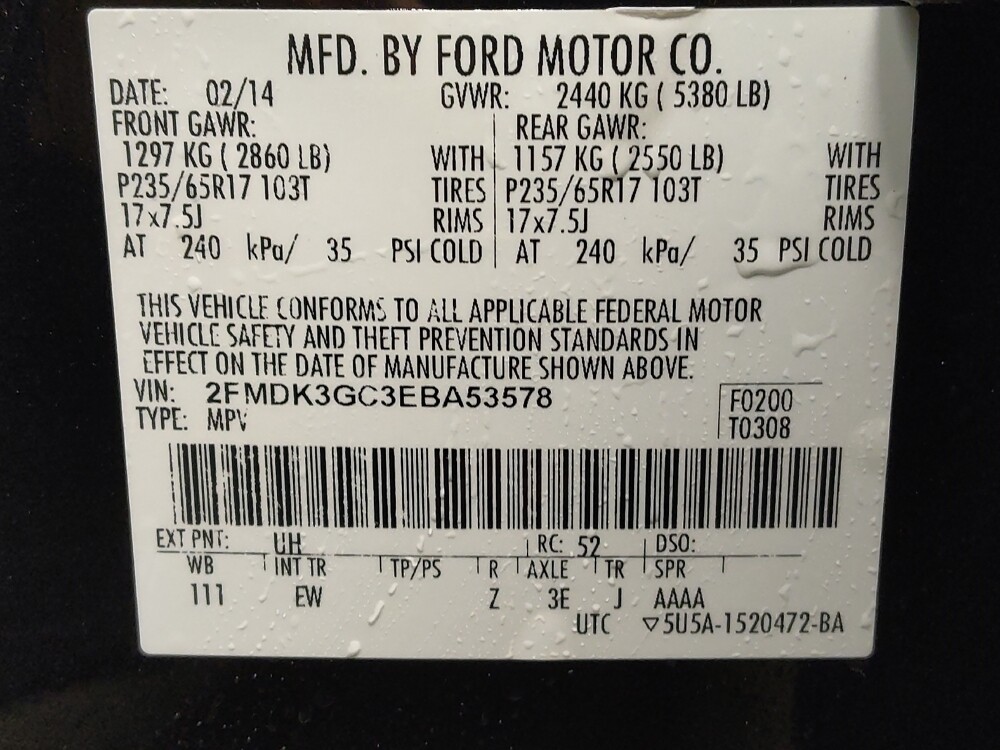 MFD. BY FORD MOTOR CO.
DATE: 02/14 GVWR: 2440 KG ( 5380 LB)
FRONT GAWR: REAR GAWR:
1297 KG ( 2860 LB) WITH 1157 KG ( 2550 LB) WITH
P235/65R17 103T TIRES P235/65R17 103T TIRES
17x7.5J RIMS 17x7.5J RIMS
AT 240 kPa/ 35 PSI COLD AT 240 kPa/ 35 PSI COLD
THIS VEHICLE CONFORMS TO ALL APPLICABLE FEDERAL MOTOR
VEHICLE SAFETY AND THEFT PREVENTION STANDARDS IN
EFFECT ON THE DATE OF MANUFACTURE SHOWN ABOVE.
VIN: 2FMDK3GC3EBA53578 F0200
TYPE: MPV T0308
EXT PNT: UH RC: 52 DSO:
WB INT TR TP/PS R AXLE TR SPR
111 EW Z 3E J AAAA
UTC ▽5U5A-1520472-BA